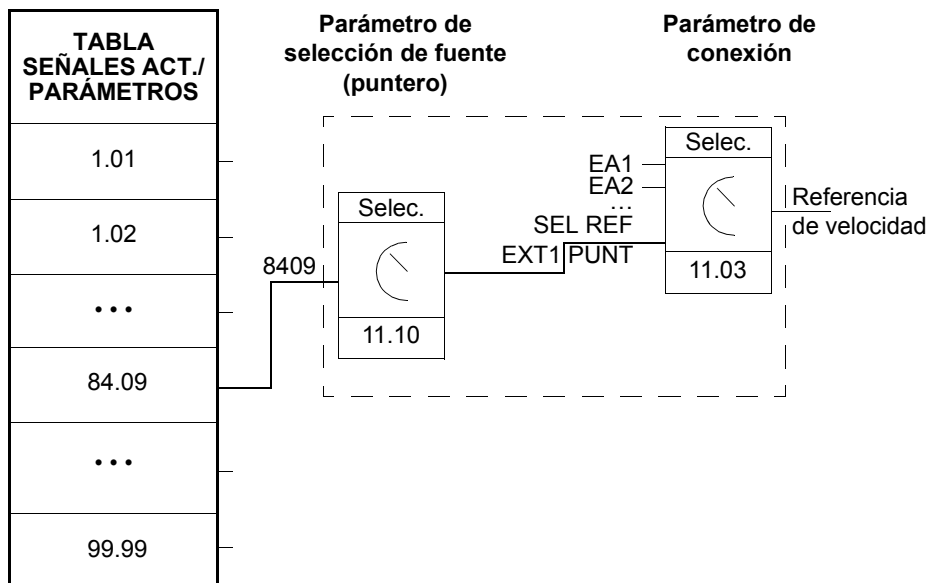 TABLA
SEÑALES ACT./
PARÁMETROS
1.01
1.02
•••
84.09
•••
99.99
Parámetro de
selección de fuente
(puntero)
8409
Selec.
11.10
Parámetro de
conexión
EA1
EA2
…
SEL REF
EXT1 PUNT
Selec.
11.03
Referencia
de velocidad